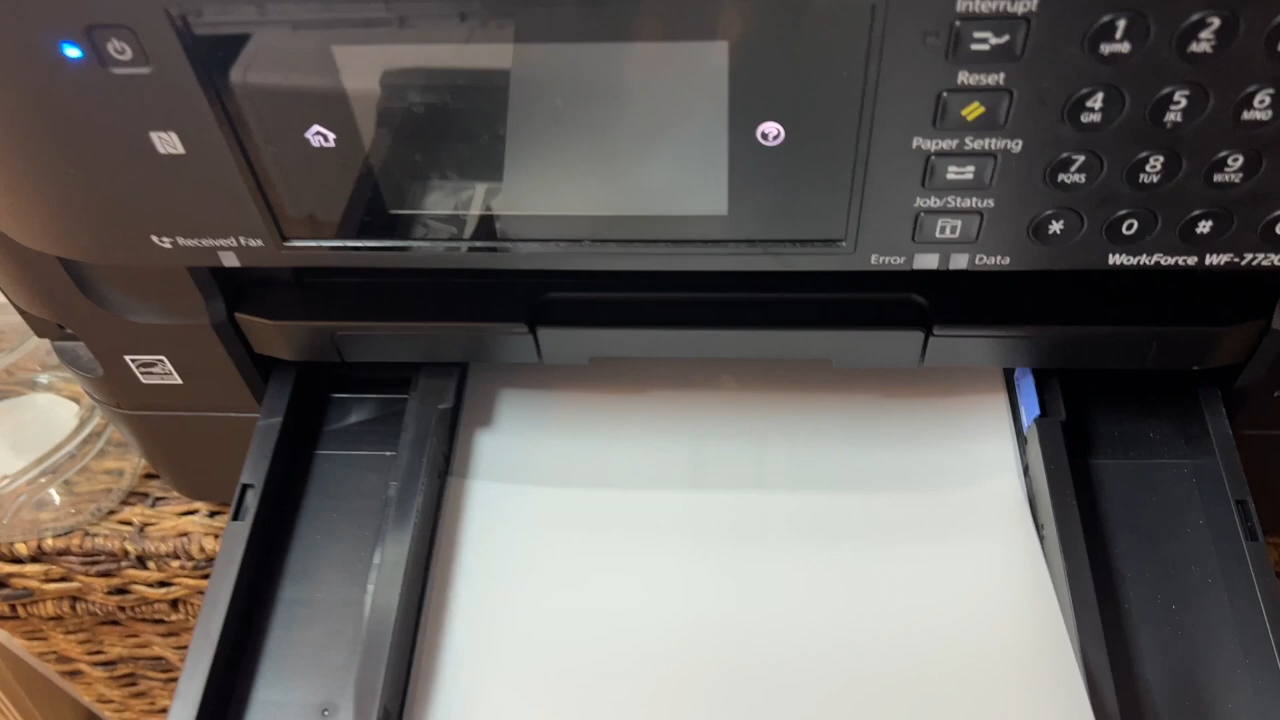 Interrupt
1 symb
2 ABC
Reset
4 GHI
5 JKL
6 MNO
Paper Setting
7 PQRS
8 TUV
9 WXYZ
Job/Status
* 0 #
Received Fax
Error Data
WorkForce WF-772